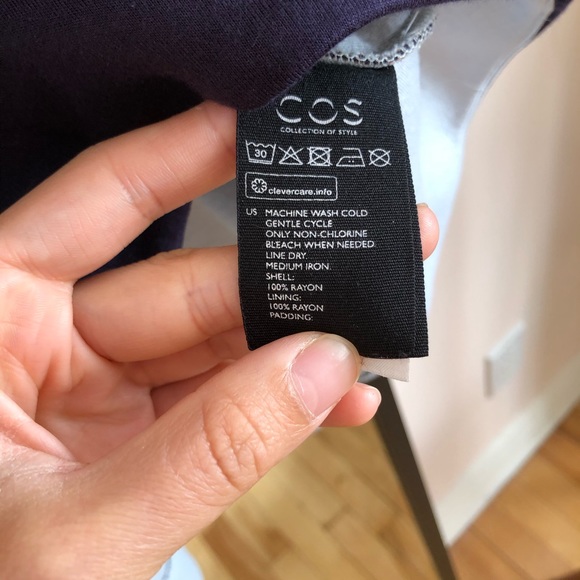 COS
COLLECTION OF STYLE
30
clevercare.info
US MACHINE WASH COLD
GENTLE CYCLE
ONLY NON-CHLORINE
BLEACH WHEN NEEDED
LINE DRY.
MEDIUM IRON.
SHELL:
100% RAYON
LINING:
100% RAYON
PADDING: